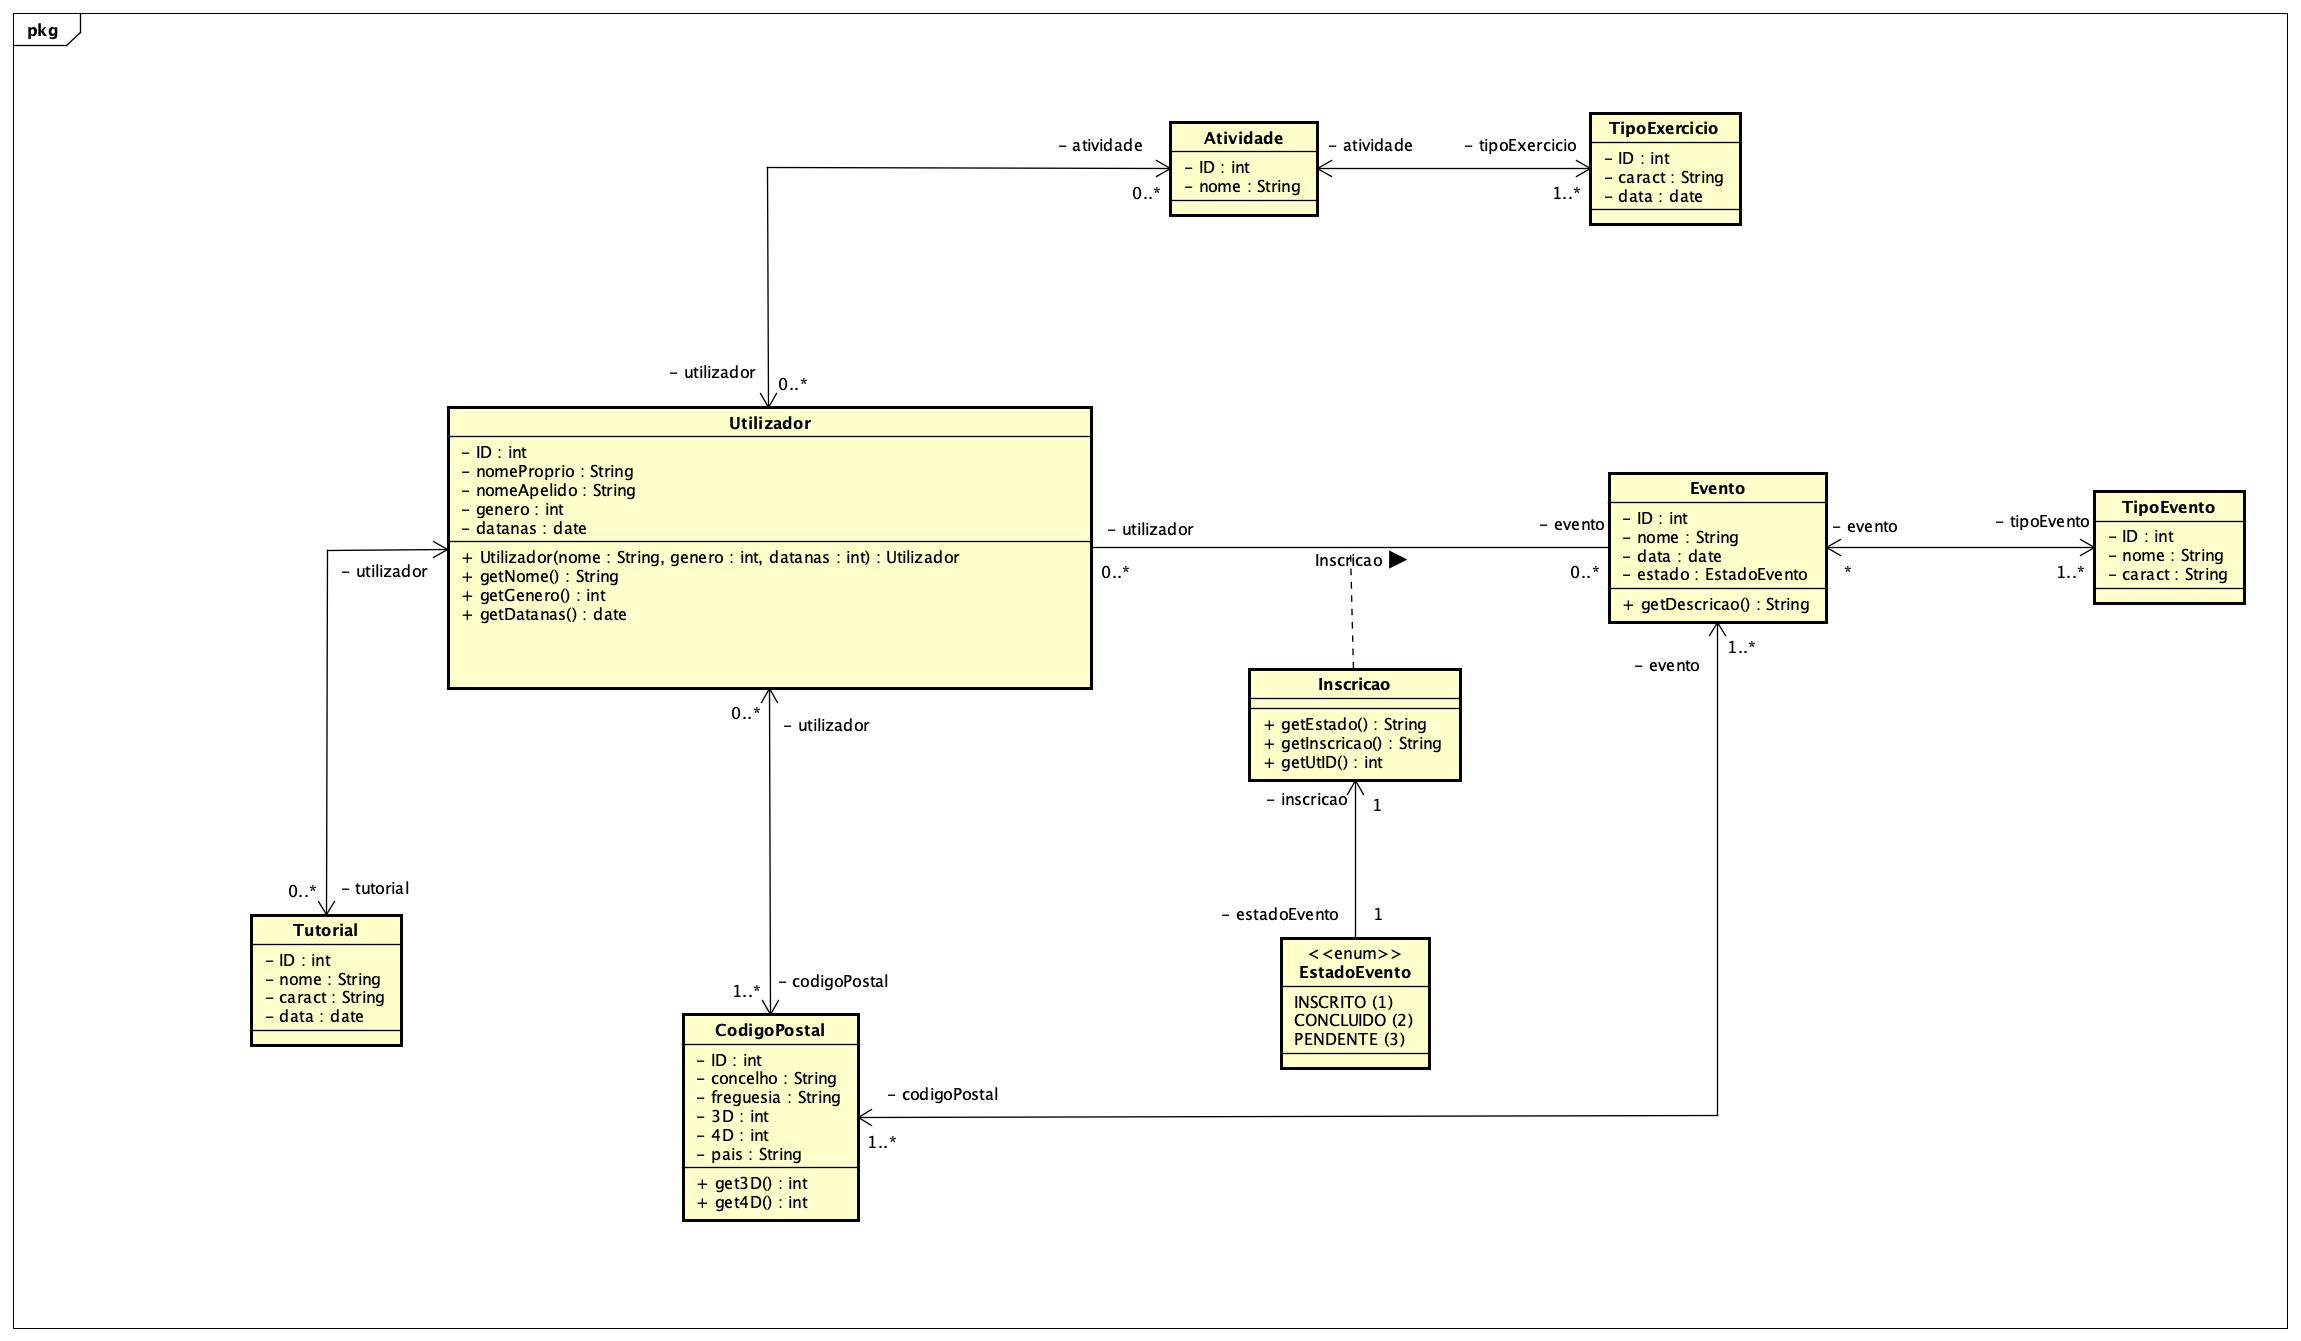 pkg
Atividade
- ID : int
- nome : String
TipoExercicio
- ID : int
- caract : String
- data : date
- atividade
0..*
- atividade
- tipoExercicio
1..*
- utilizador
0..*
Utilizador
- ID : int
- nomeProprio : String
- nomeApelido : String
- genero : int
- datanas : date
+ Utilizador(nome : String, genero : int, datanas : int) : Utilizador
+ getNome() : String
+ getGenero() : int
+ getDatanas() : date
- utilizador
0..*
Inscricao ▶
- evento
0..*
Evento
- ID : int
- nome : String
- data : date
- estado : EstadoEvento
+ getDescricao() : String
- evento
*
- tipoEvento
1..*
TipoEvento
- ID : int
- nome : String
- caract : String
- utilizador
0..*
- tutorial
Tutorial
- ID : int
- nome : String
- caract : String
- data : date
0..*
- utilizador
1..*
- codigoPostal
CodigoPostal
- ID : int
- concelho : String
- freguesia : String
- 3D : int
- 4D : int
- pais : String
+ get3D() : int
+ get4D() : int
- codigoPostal
1..*
1..*
- evento
Inscricao
+ getEstado() : String
+ getInscricao() : String
+ getUtID() : int
- inscricao
1
- estadoEvento
1
<<enum>>
EstadoEvento
INSCRITO (1)
CONCLUIDO (2)
PENDENTE (3)